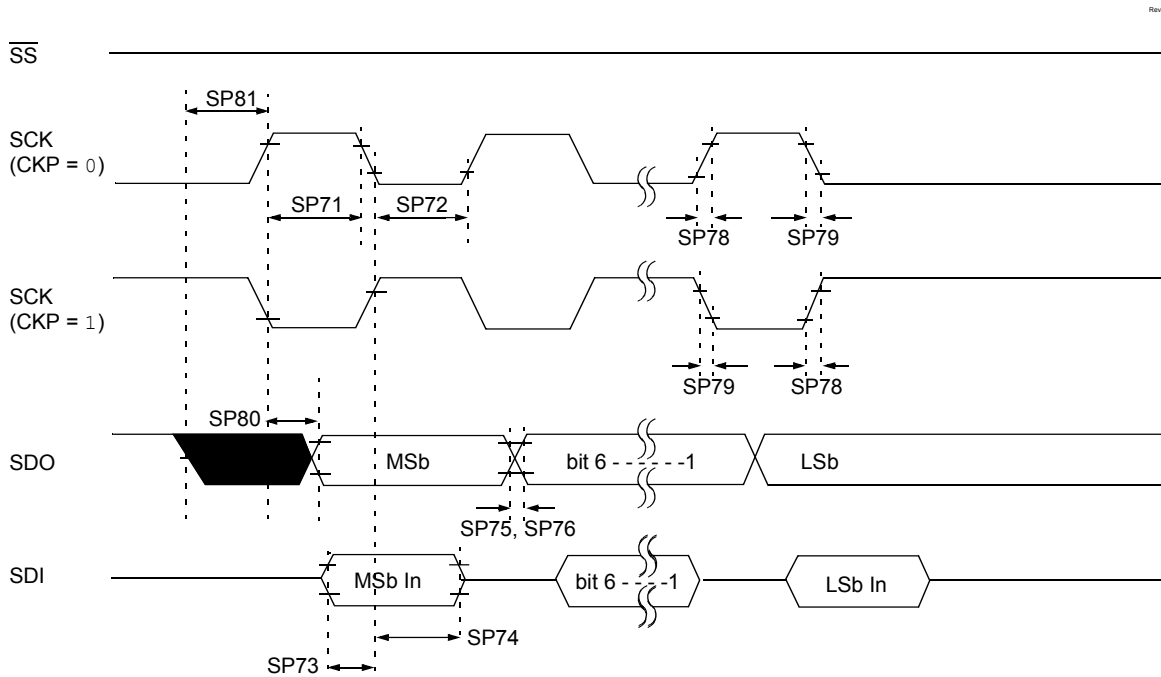 Rev
SS
SP81
SCK
(CKP = 0)
SP71
SP72
SP78
SP79
SCK
(CKP = 1)
SP79
SP78
SP80
SDO
MSb
bit 6 - - - - - -1
LSb
SP75, SP76
SDI
MSb In
bit 6 - - - -1
LSb In
SP74
SP73